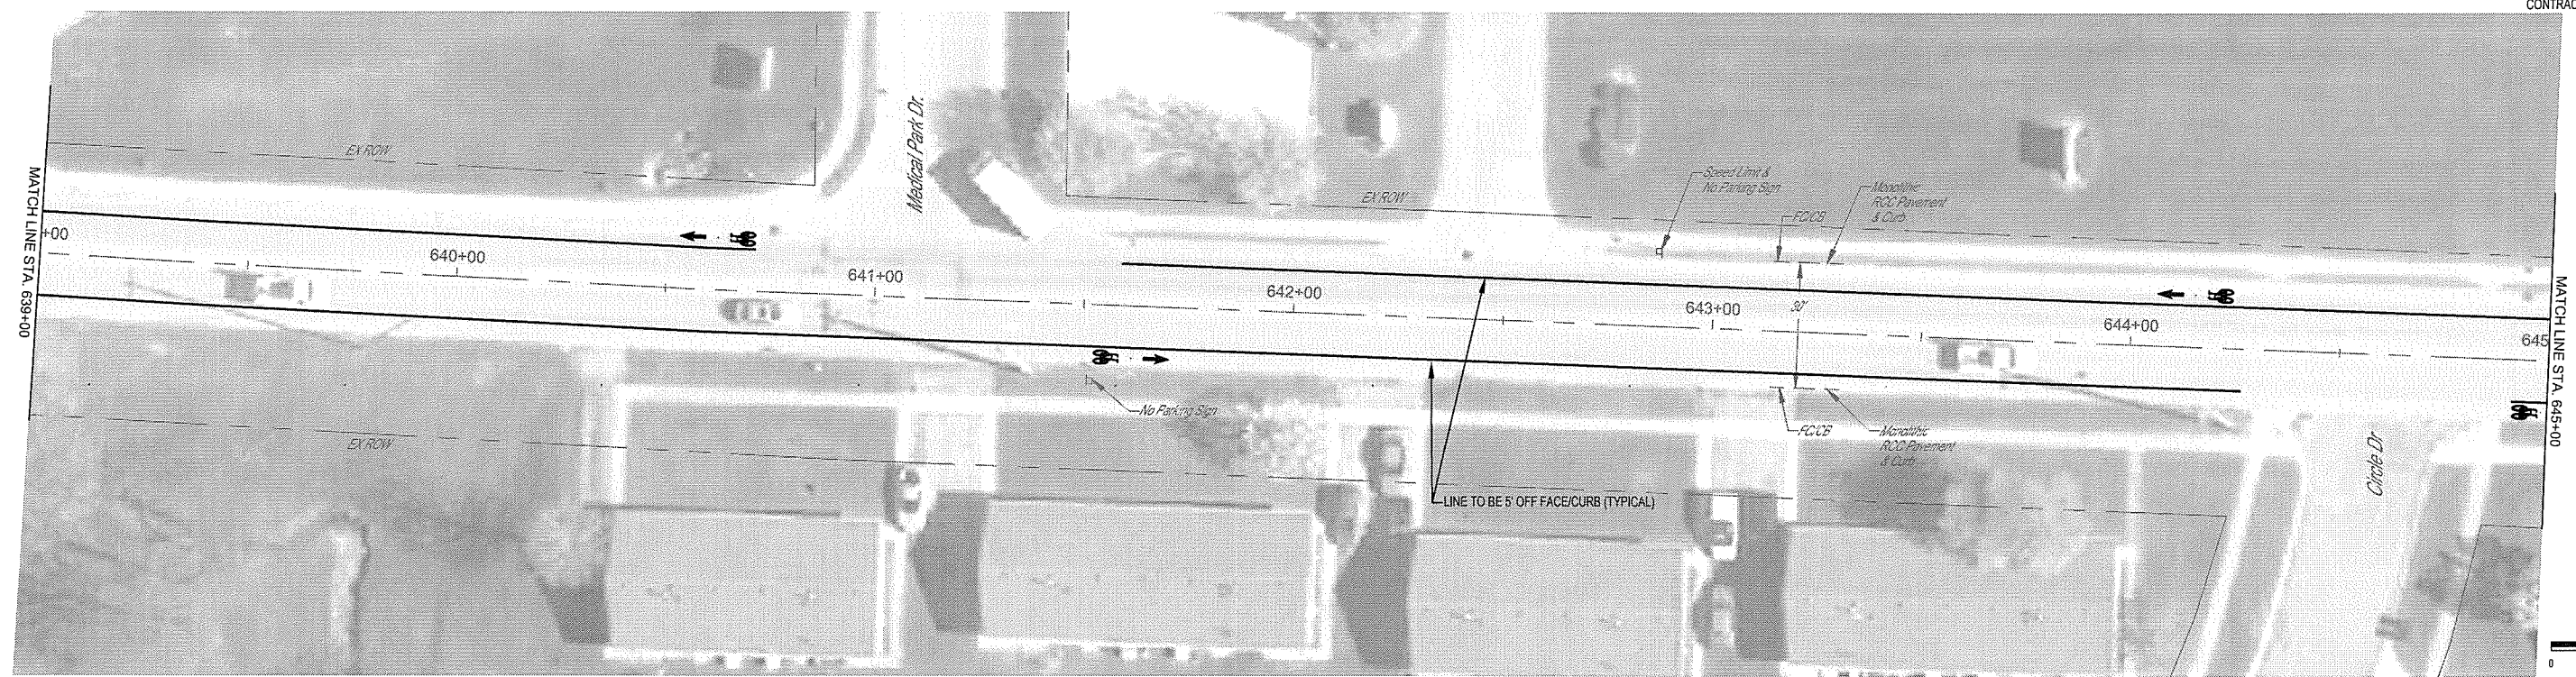 CONTRAC
Medical Park Dr.
EX ROW
EX ROW
Speed Limit &
No Parking Sign
Monolithic
RCC Pavement
& Curb
FC/CB
MATCH LINE STA. 639+00
+00
640+00
641+00
642+00
643+00
30'
644+00
645
MATCH LINE STA. 645+00
No Parking Sign
FC/CB
Monolithic
RCC Pavement
& Curb
EX ROW
LINE TO BE 5' OFF FACE/CURB (TYPICAL)
Circle Dr
0